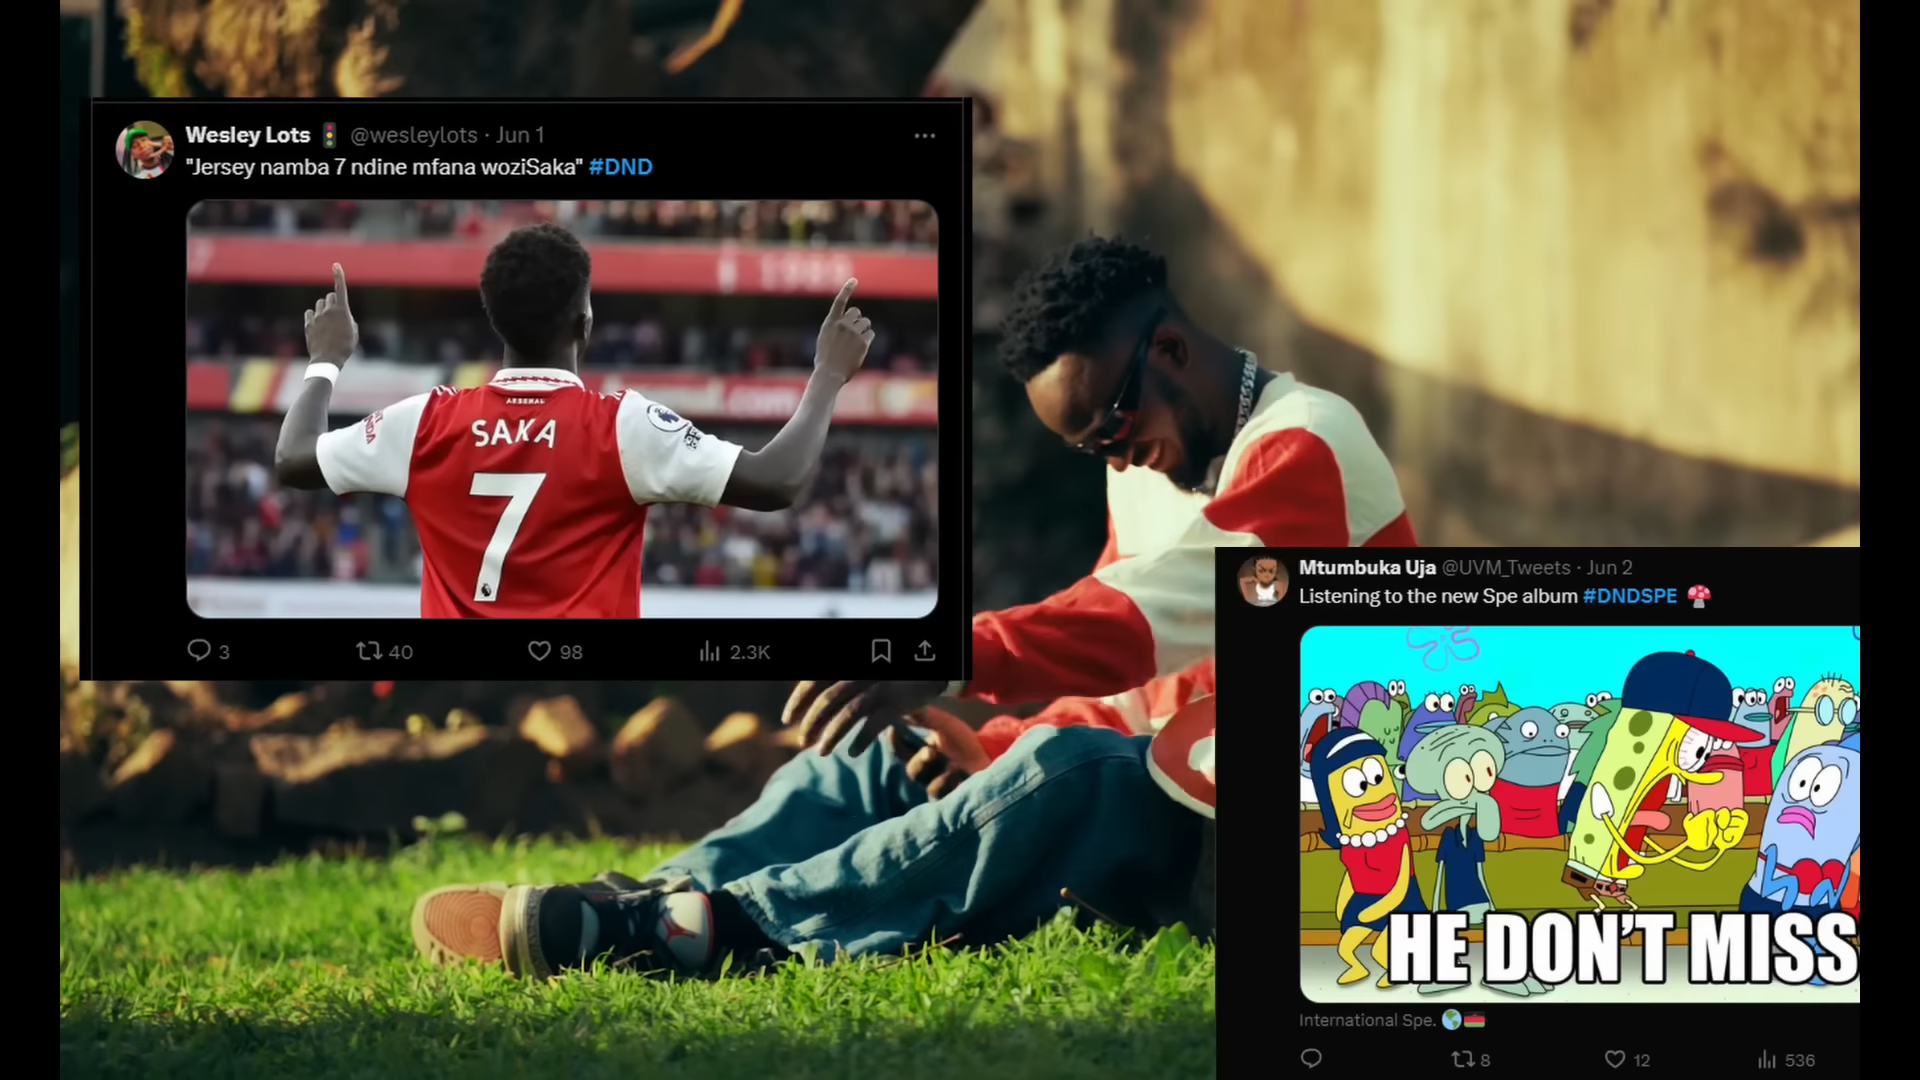 Wesley Lots 🚦 @wesleylots · Jun 1
"Jersey namba 7 ndine mfana woziSaka" #DND
ARSENAL
SAKA
7
3 40 98 2.3K
Mtumbuka Uja @UVM_Tweets · Jun 2
Listening to the new Spe album #DNDSPE 🍄
HE DON'T MISS
International Spe. 🌍🇲🇼
8 12 536